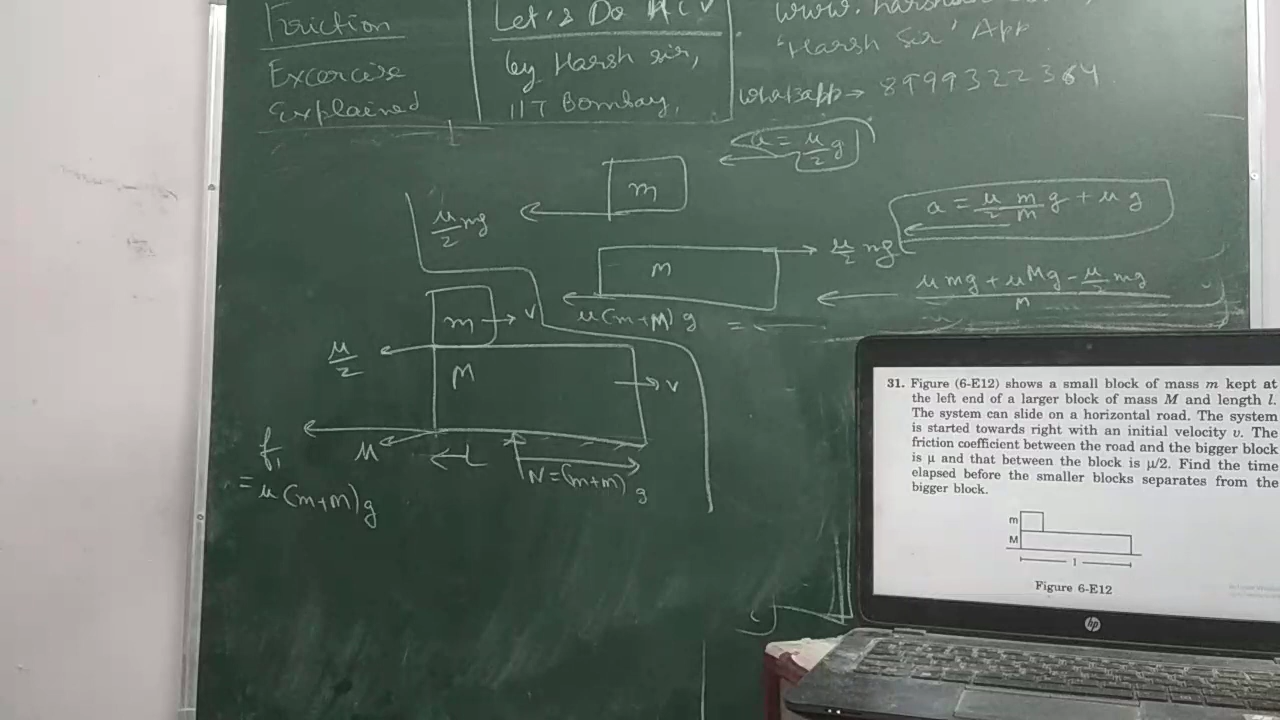 Friction
Excercise
Explained
Let's Do HCV
by Harsh sir,
IIT Bombay,
'Harsh Sir' App
whatsapp → 8999322364
a = μ/2 g
m
μ/2 mg
a = μ/2 m/M g + μ g
M
μ/2 mg
μ mg + μ Mg - μ/2 mg
M
μ(m+M) g =
m → v
μ/2
M
→ v
f₁
μ
L
N = (m+m) g
= μ (m+m) g
31. Figure (6-E12) shows a small block of mass m kept at
the left end of a larger block of mass M and length l.
The system can slide on a horizontal road. The system
is started towards right with an initial velocity υ. The
friction coefficient between the road and the bigger block
is μ and that between the block is μ/2. Find the time
elapsed before the smaller blocks separates from the
bigger block.
m
M
l
Figure 6-E12
hp